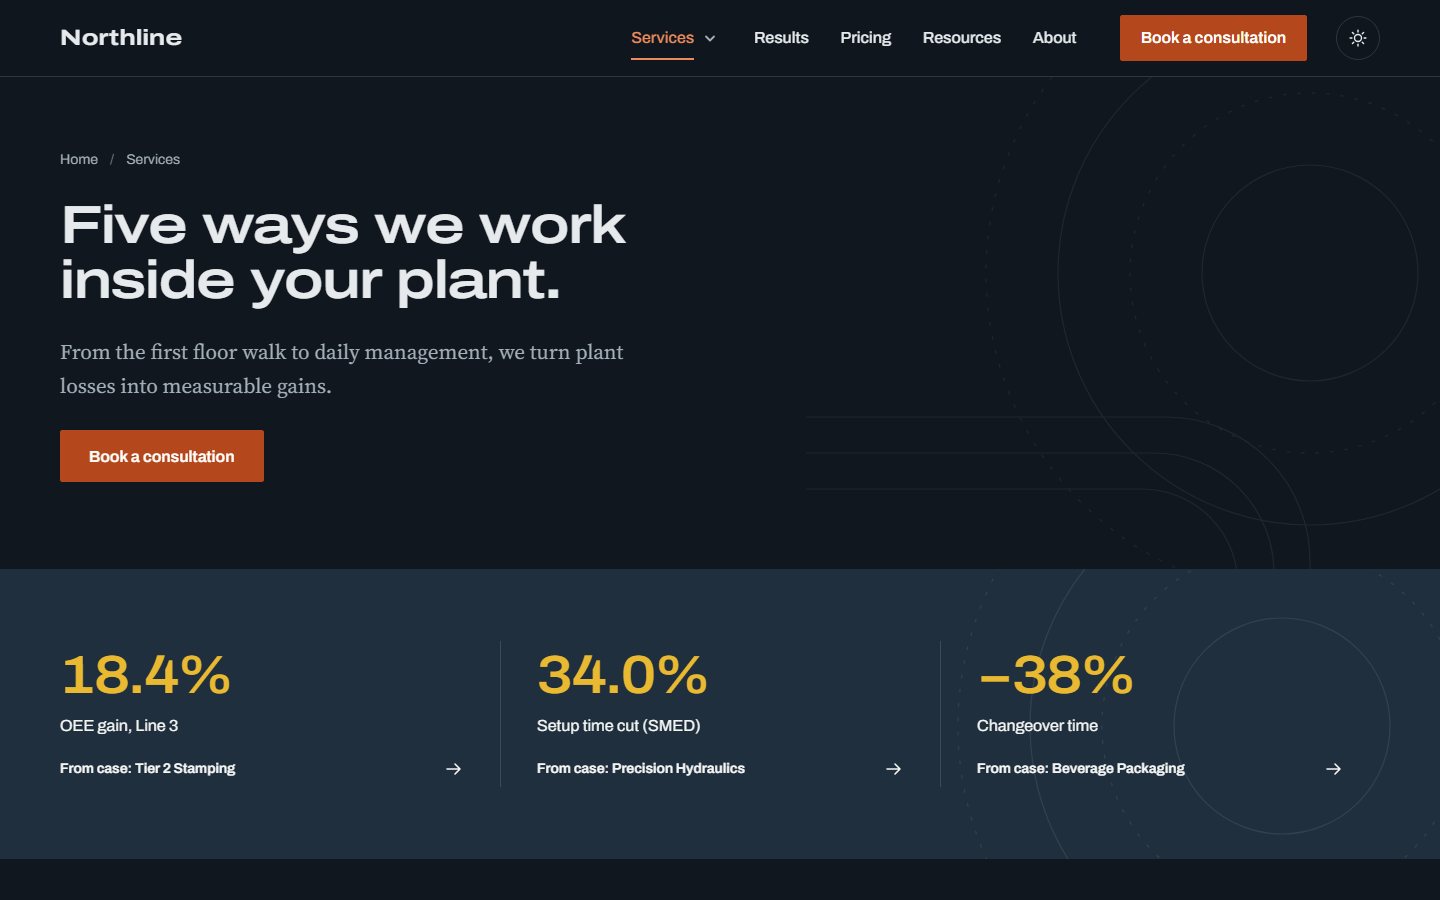 Northline
Services
Results
Pricing
Resources
About
Book a consultation
Home / Services
Five ways we work
inside your plant.
From the first floor walk to daily management, we turn plant
losses into measurable gains.
Book a consultation
18.4%
OEE gain, Line 3
From case: Tier 2 Stamping
34.0%
Setup time cut (SMED)
From case: Precision Hydraulics
–38%
Changeover time
From case: Beverage Packaging